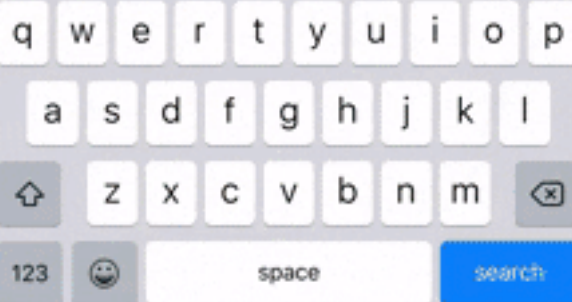 q w e r t y u i o p
a s d f g h j k l
z x c v b n m
123 space search